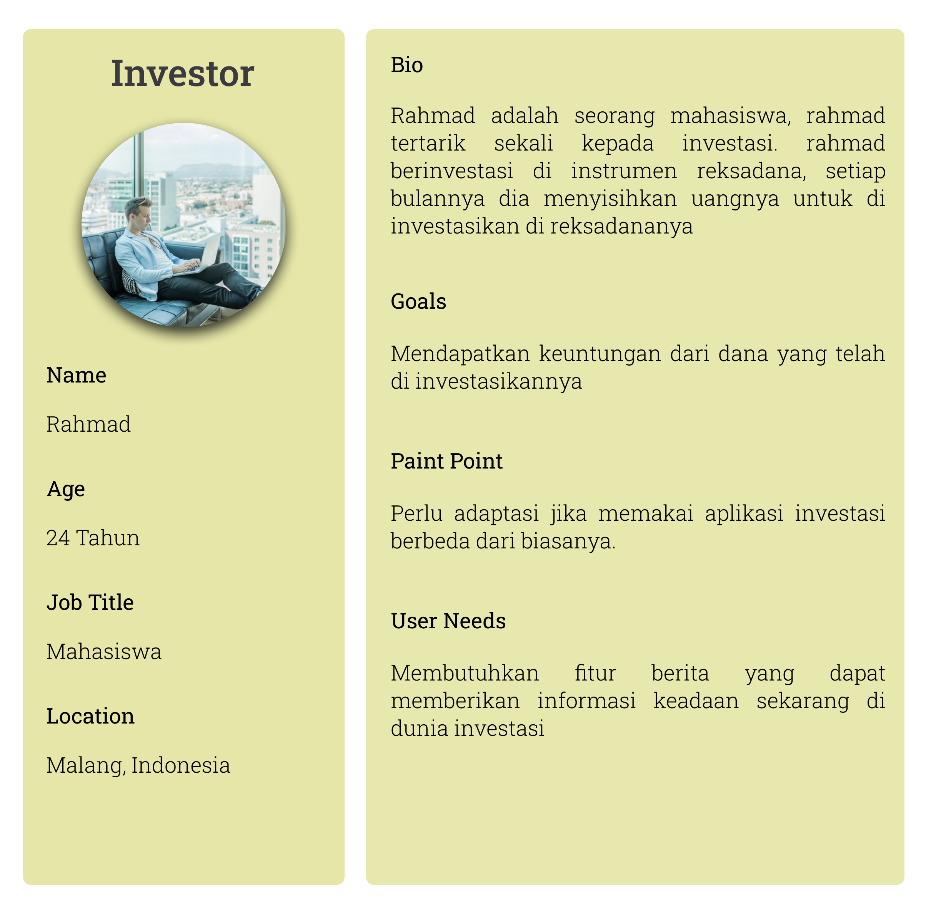 Investor
Name
Rahmad
Age
24 Tahun
Job Title
Mahasiswa
Location
Malang, Indonesia
Bio
Rahmad adalah seorang mahasiswa, rahmad
tertarik sekali kepada investasi. rahmad
berinvestasi di instrumen reksadana, setiap
bulannya dia menyisihkan uangnya untuk di
investasikan di reksadananya
Goals
Mendapatkan keuntungan dari dana yang telah
di investasikannya
Paint Point
Perlu adaptasi jika memakai aplikasi investasi
berbeda dari biasanya.
User Needs
Membutuhkan fitur berita yang dapat
memberikan informasi keadaan sekarang di
dunia investasi